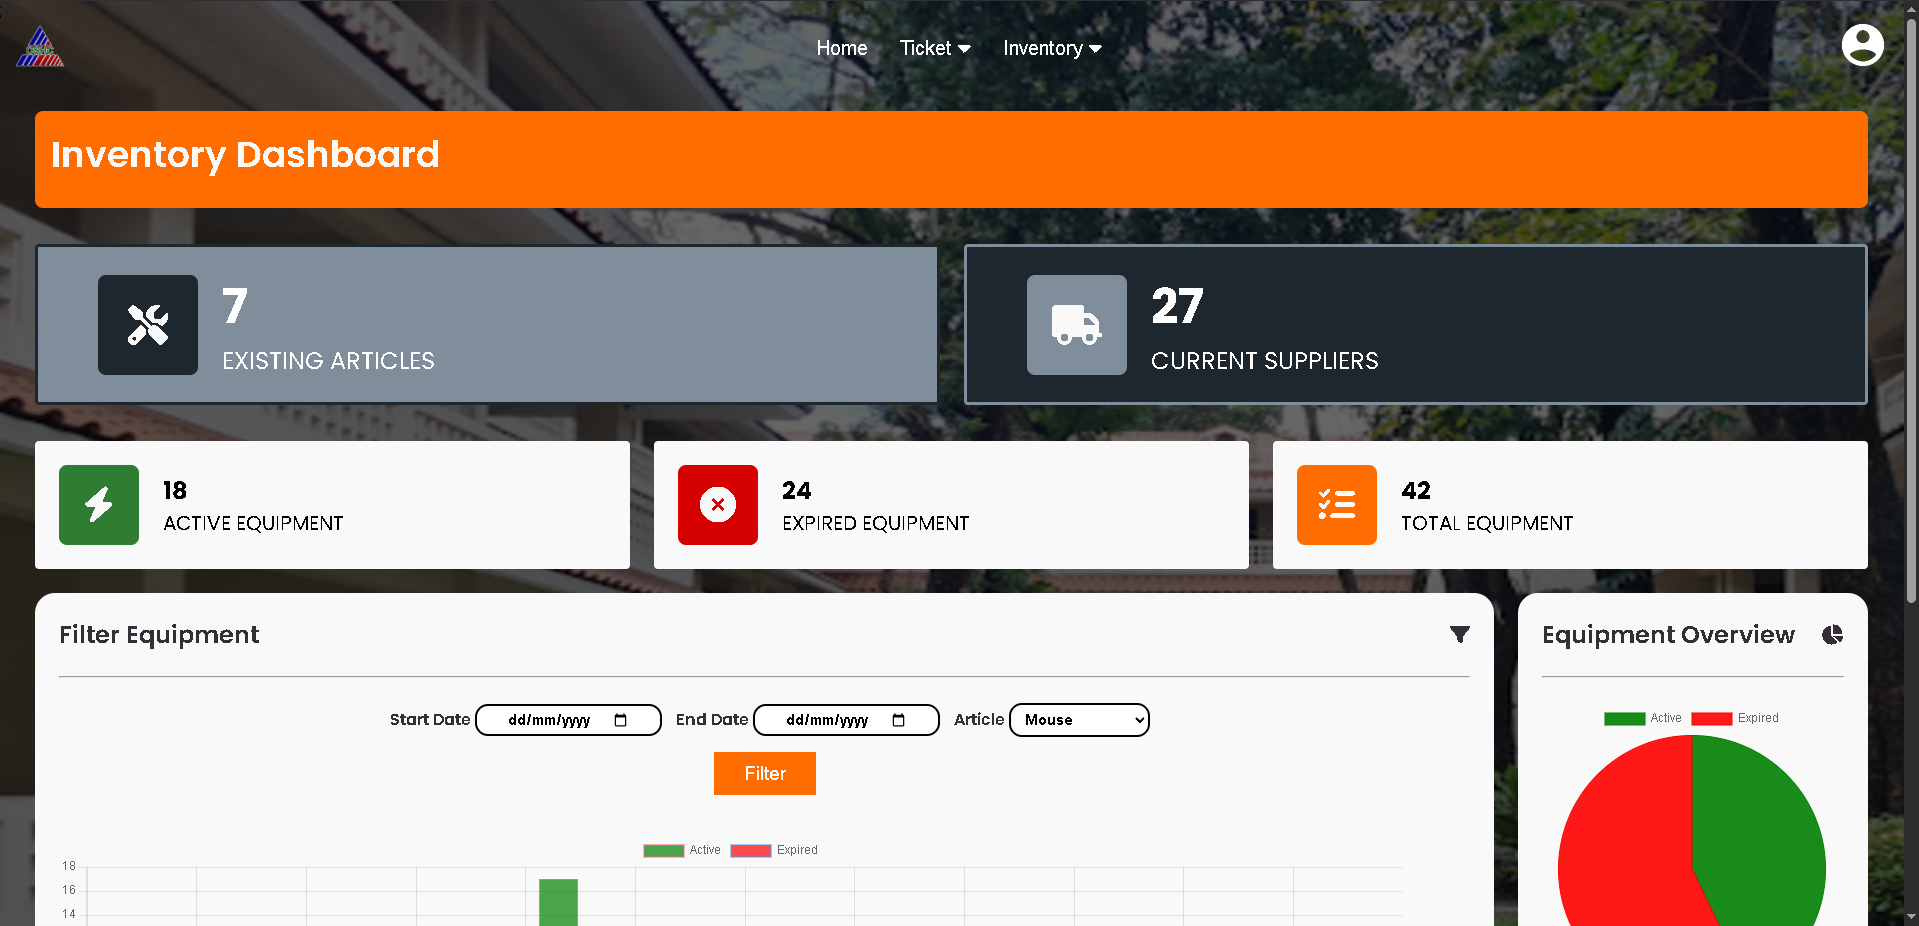 OSHC
Home
Ticket
Inventory
Inventory Dashboard
7
EXISTING ARTICLES
27
CURRENT SUPPLIERS
18
ACTIVE EQUIPMENT
24
EXPIRED EQUIPMENT
42
TOTAL EQUIPMENT
Filter Equipment
Start Date dd/mm/yyyy End Date dd/mm/yyyy Article Mouse
Filter
Active Expired
18
16
14
Equipment Overview
Active Expired